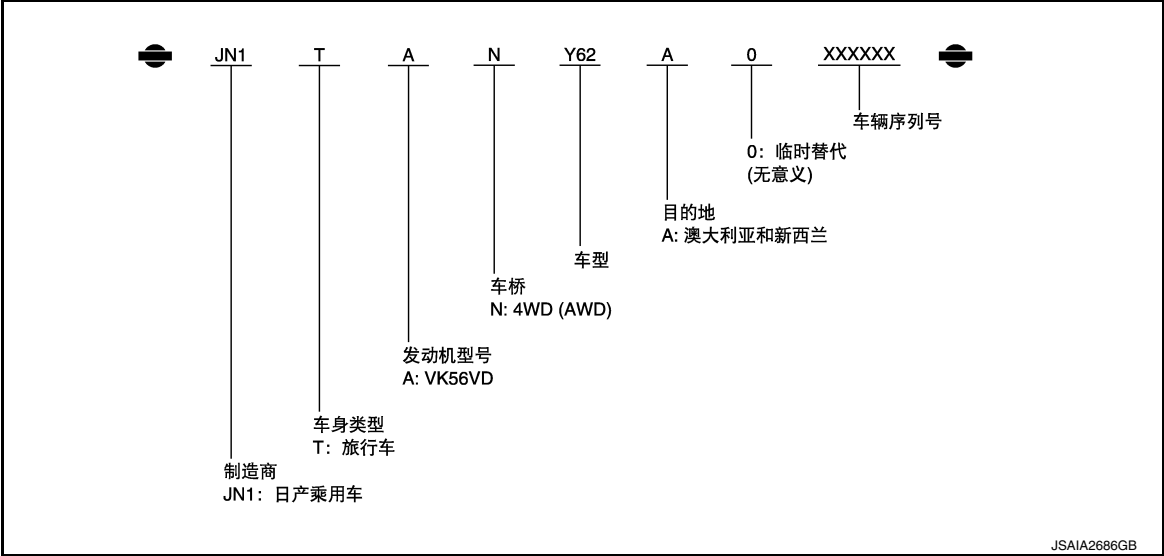 JN1 T A N Y62 A 0 XXXXXX
车辆序列号
0：临时替代
(无意义)
目的地
A: 澳大利亚和新西兰
车型
车桥
N: 4WD (AWD)
发动机型号
A: VK56VD
车身类型
T：旅行车
制造商
JN1：日产乘用车
JSAIA2686GB